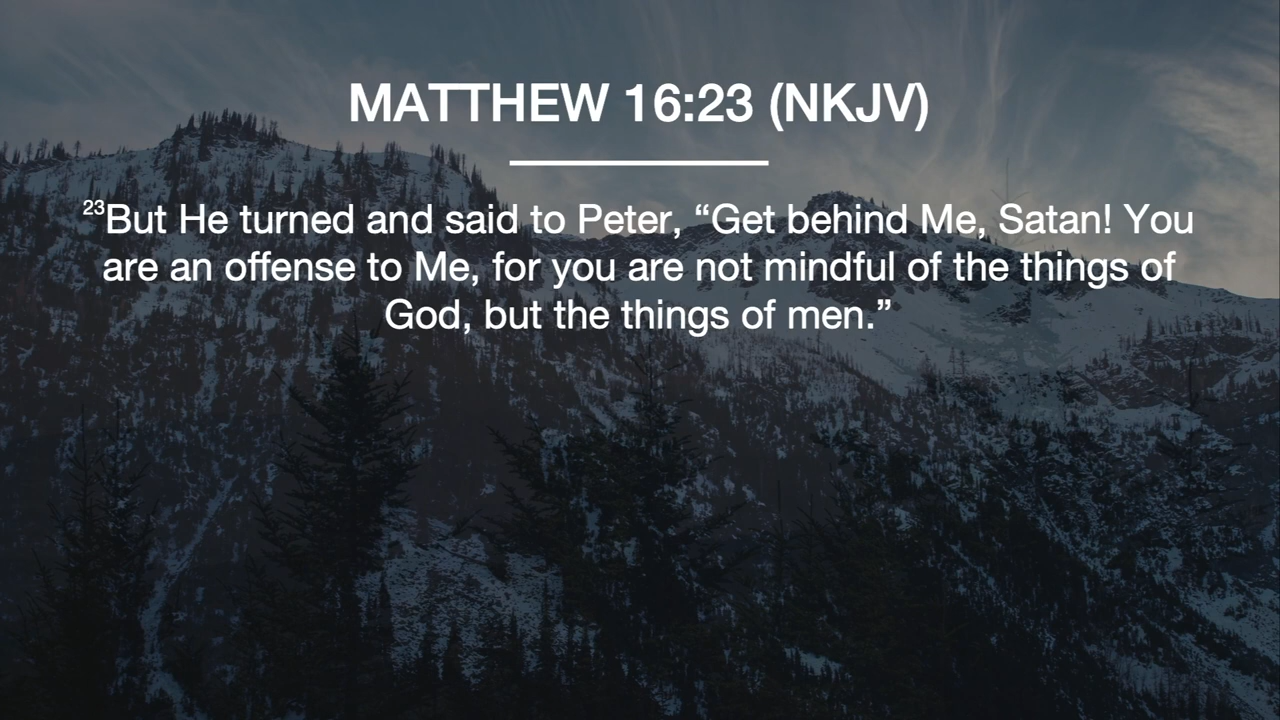 MATTHEW 16:23 (NKJV)
23But He turned and said to Peter, “Get behind Me, Satan! You
are an offense to Me, for you are not mindful of the things of
God, but the things of men.”